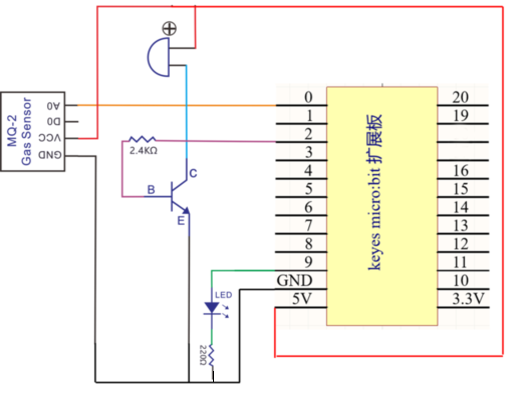 MQ-2
Gas Sensor
A0
D0
VCC
GND
2.4KΩ
B
C
E
LED
220Ω
keyes micro:bit 扩展板
0
1
2
3
4
5
6
7
8
9
GND
5V
20
19
16
15
14
13
12
11
10
3.3V